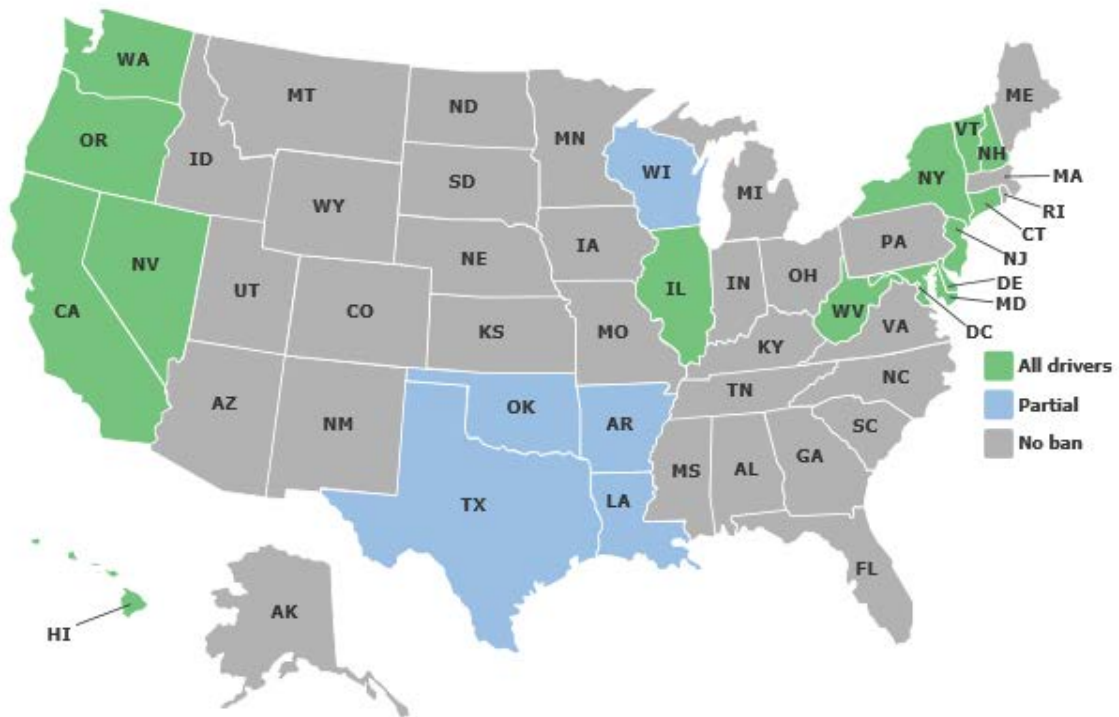 WA
MT
ND
MN
ME
VT
NH
OR
ID
SD
WI
NY
MA
MI
RI
WY
CT
IA
PA
NJ
NE
NV
OH
DE
IN
IL
MD
UT
CA
CO
WV
DC
KS
MO
VA
KY
All drivers
NC
TN
AZ
OK
Partial
NM
AR
SC
No ban
GA
MS
AL
LA
TX
FL
AK
HI